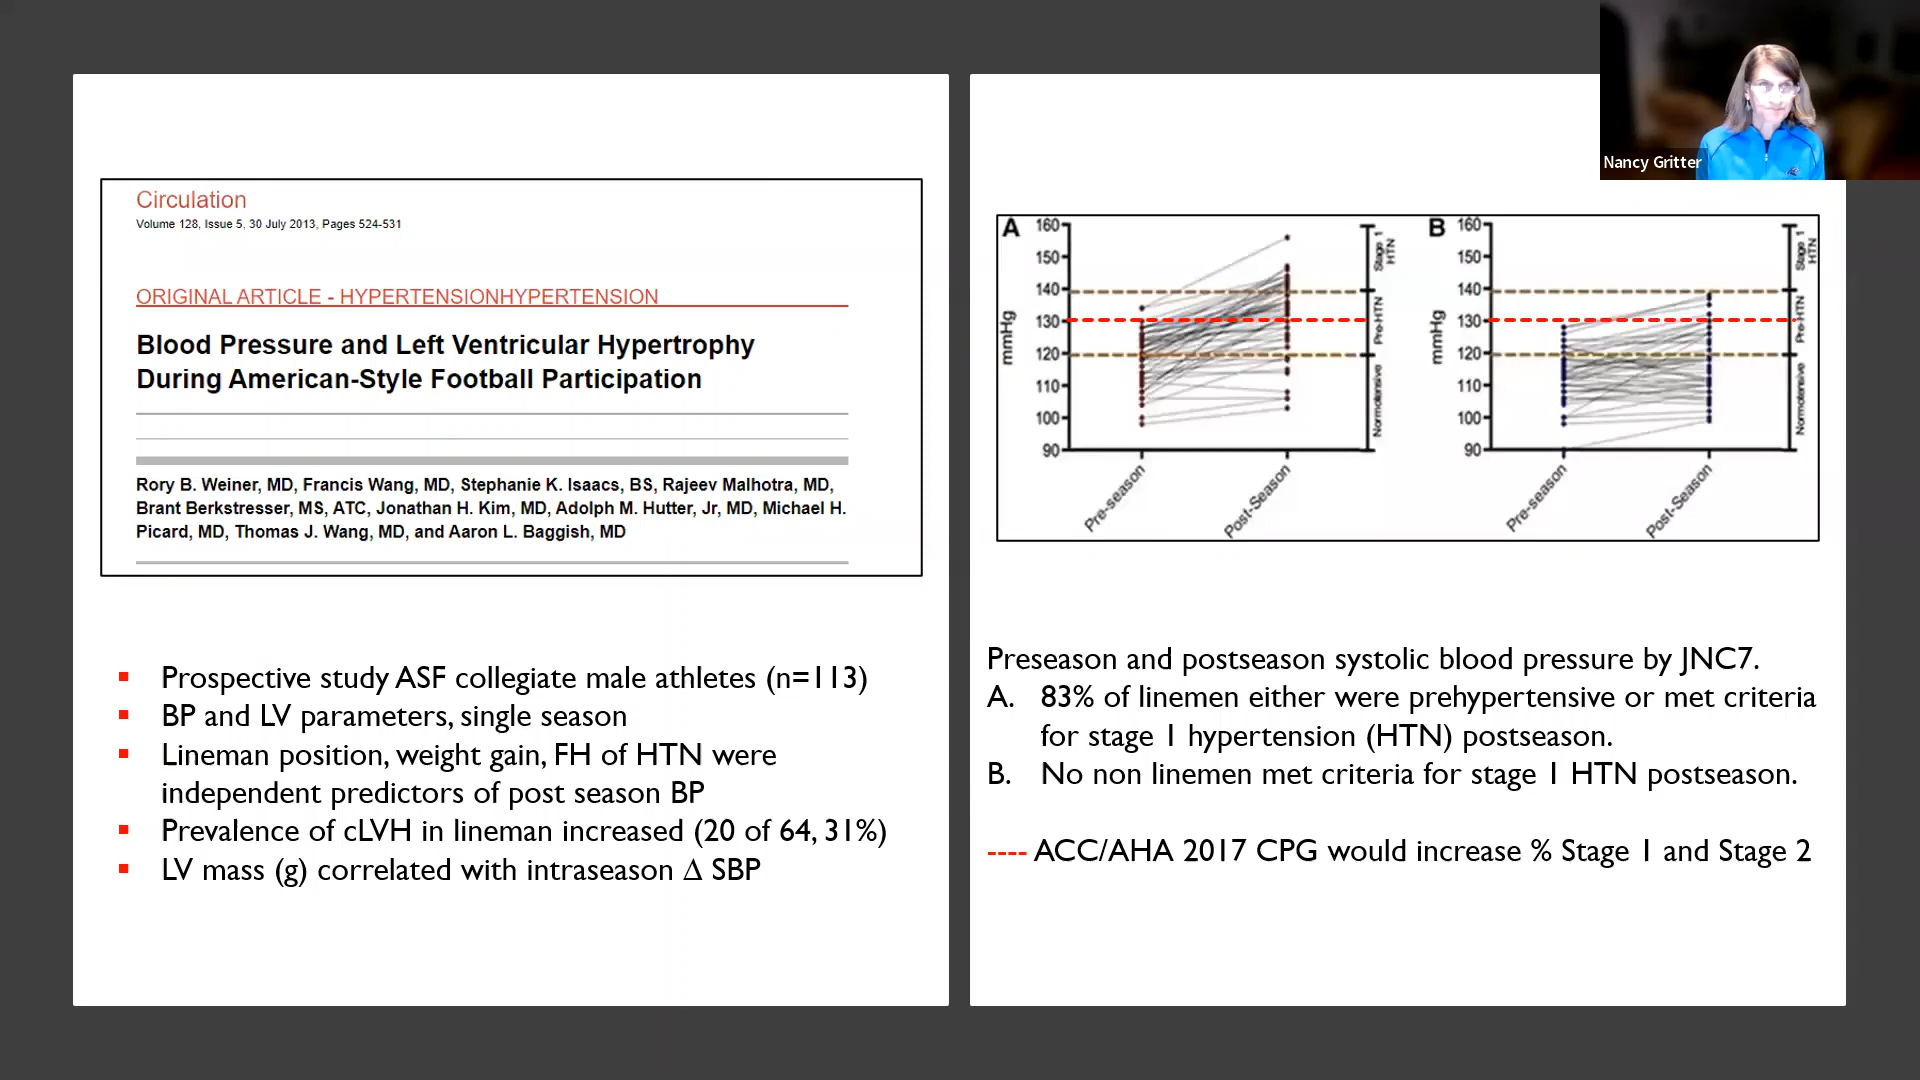 Circulation
Volume 128, Issue 5, 30 July 2013, Pages 524-531
ORIGINAL ARTICLE - HYPERTENSIONHYPERTENSION
Blood Pressure and Left Ventricular Hypertrophy
During American-Style Football Participation
Rory B. Weiner, MD, Francis Wang, MD, Stephanie K. Isaacs, BS, Rajeev Malhotra, MD,
Brant Berkstresser, MS, ATC, Jonathan H. Kim, MD, Adolph M. Hutter, Jr, MD, Michael H.
Picard, MD, Thomas J. Wang, MD, and Aaron L. Baggish, MD
Prospective study ASF collegiate male athletes (n=113)
BP and LV parameters, single season
Lineman position, weight gain, FH of HTN were
independent predictors of post season BP
Prevalence of cLVH in lineman increased (20 of 64, 31%)
LV mass (g) correlated with intraseason Δ SBP
Nancy Gritter
A
160
150
140
130
120
110
100
90
mmHg
Stage 1
HTN
Pre-HTN
Normotensive
Pre-season
Post-Season
B
160
150
140
130
120
110
100
90
mmHg
Stage 1
HTN
Pre-HTN
Normotensive
Pre-season
Post-Season
Preseason and postseason systolic blood pressure by JNC7.
A. 83% of linemen either were prehypertensive or met criteria
for stage 1 hypertension (HTN) postseason.
B. No non linemen met criteria for stage 1 HTN postseason.
---- ACC/AHA 2017 CPG would increase % Stage 1 and Stage 2